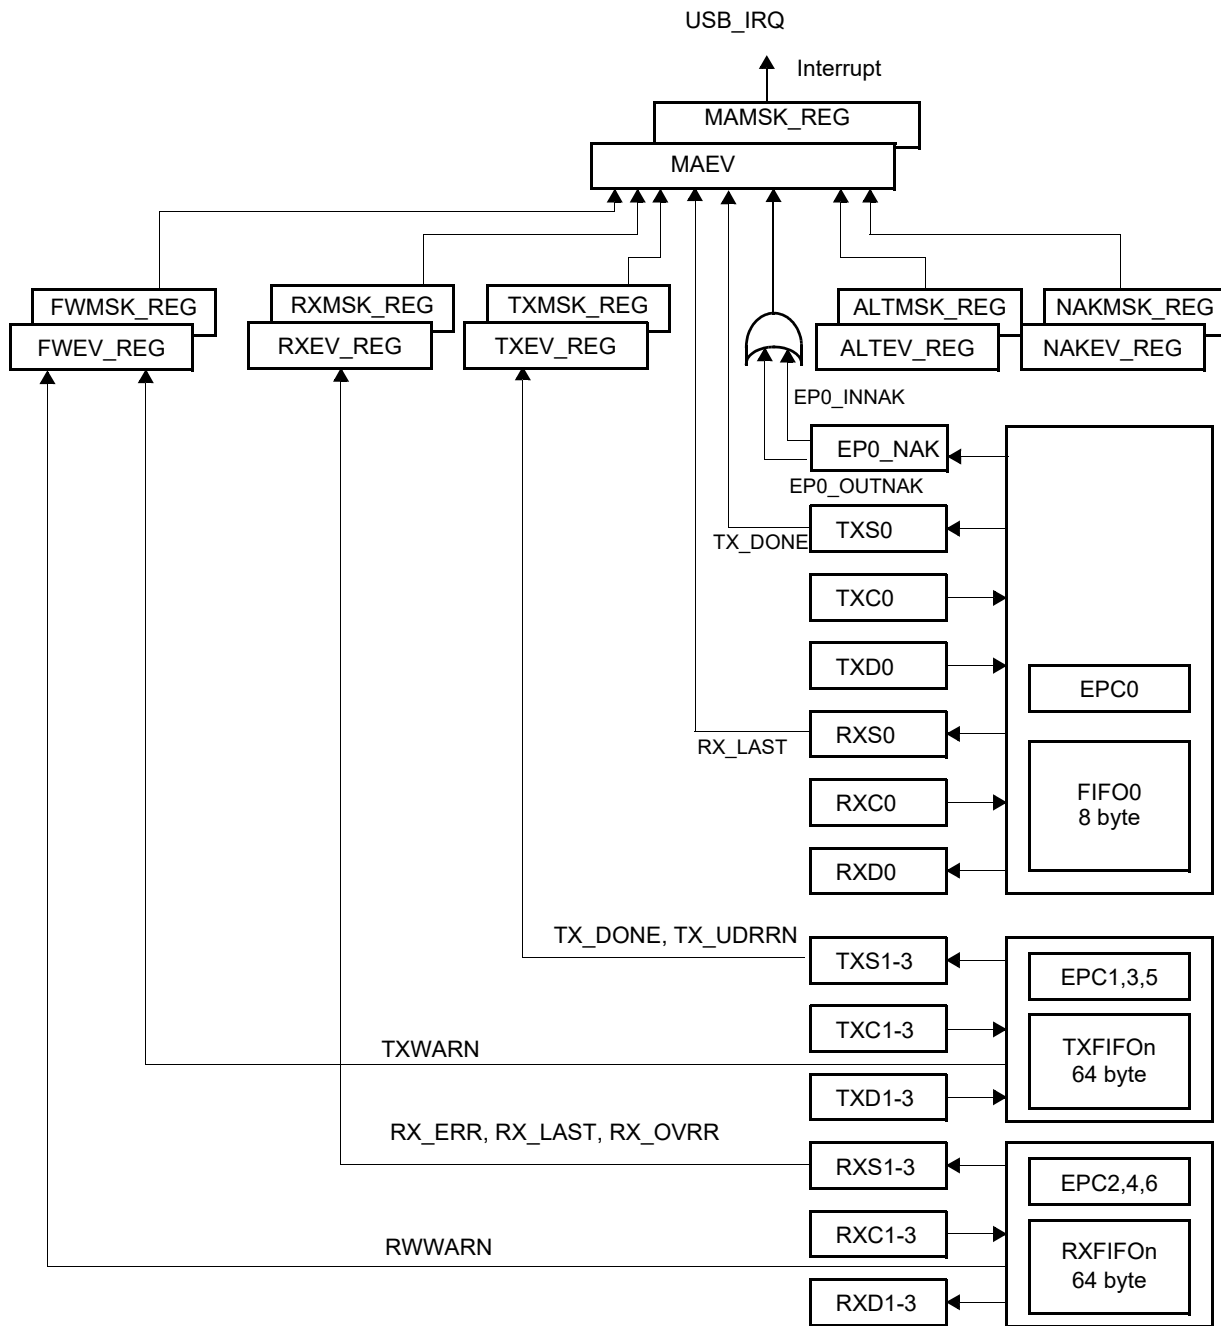 USB_IRQ
Interrupt
MAMSK_REG
MAEV
FWMSK_REG
RXMSK_REG
TXMSK_REG
ALTMSK_REG
NAKMSK_REG
FWEV_REG
RXEV_REG
TXEV_REG
ALTEV_REG
NAKEV_REG
EP0_INNAK
EP0_NAK
EP0_OUTNAK
TXS0
TX_DONE
TXC0
TXD0
EPC0
RXS0
RX_LAST
FIFO0
8 byte
RXC0
RXD0
TX_DONE, TX_UDRRN
TXS1-3
EPC1,3,5
TXC1-3
TXWARN
TXFIFOn
64 byte
TXD1-3
RX_ERR, RX_LAST, RX_OVRR
RXS1-3
EPC2,4,6
RXC1-3
RWWARN
RXFIFOn
64 byte
RXD1-3